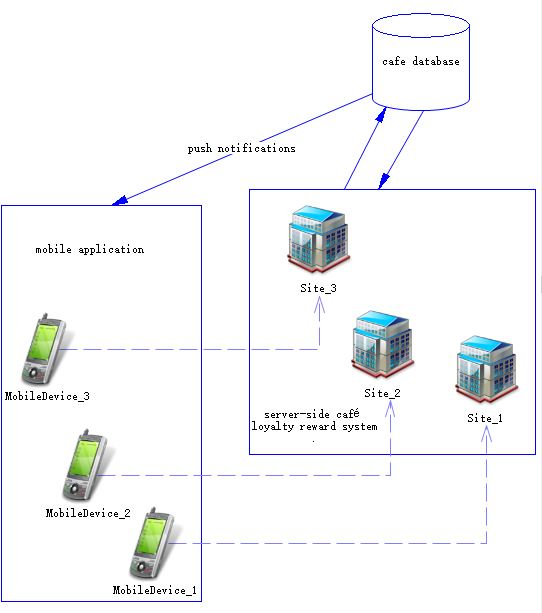 cafe database
push notifications
mobile application
Site_3
MobileDevice_3
Site_2
server-side café
loyalty reward system
.
Site_1
MobileDevice_2
MobileDevice_1